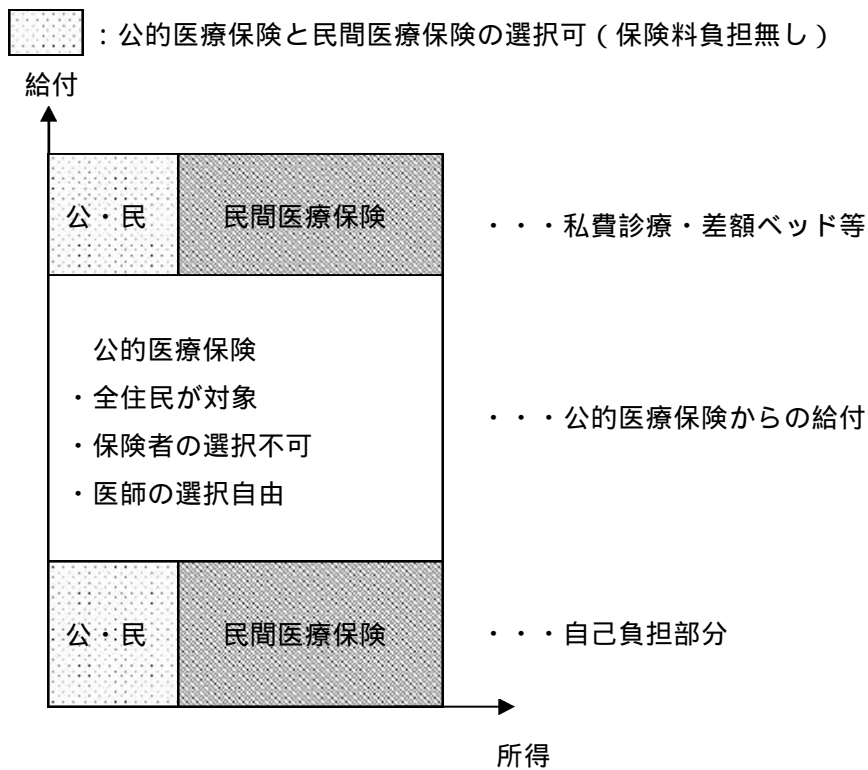 ：公的医療保険と民間医療保険の選択可（保険料負担無し）
給付
公・民
民間医療保険
・・・私費診療・差額ベッド等
公的医療保険
・全住民が対象
・保険者の選択不可
・医師の選択自由
・・・公的医療保険からの給付
公・民
民間医療保険
・・・自己負担部分
所得